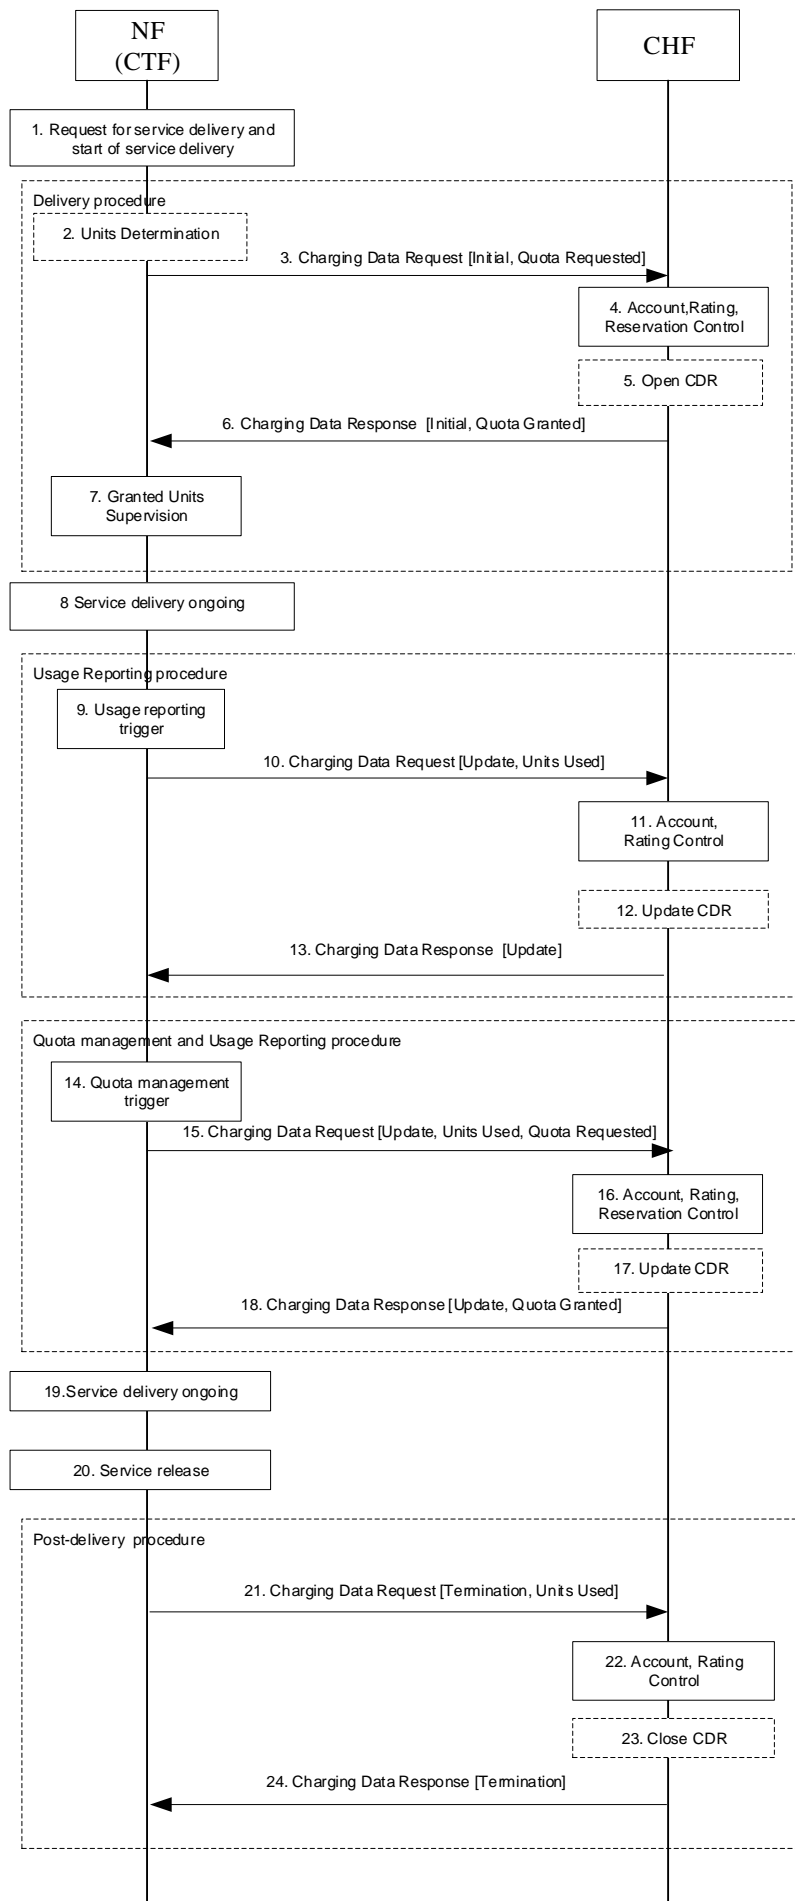 NF
(CTF)
CHF
1. Request for service delivery and
start of service delivery
Delivery procedure
2. Units Determination
3. Charging Data Request [Initial, Quota Requested]
4. Account,Rating,
Reservation Control
5. Open CDR
6. Charging Data Response [Initial, Quota Granted]
7. Granted Units
Supervision
8 Service delivery ongoing
Usage Reporting procedure
9. Usage reporting
trigger
10. Charging Data Request [Update, Units Used]
11. Account,
Rating Control
12. Update CDR
13. Charging Data Response [Update]
Quota management and Usage Reporting procedure
14. Quota management
trigger
15. Charging Data Request [Update, Units Used, Quota Requested]
16. Account, Rating,
Reservation Control
17. Update CDR
18. Charging Data Response [Update, Quota Granted]
19.Service delivery ongoing
20. Service release
Post-delivery procedure
21. Charging Data Request [Termination, Units Used]
22. Account, Rating
Control
23. Close CDR
24. Charging Data Response [Termination]